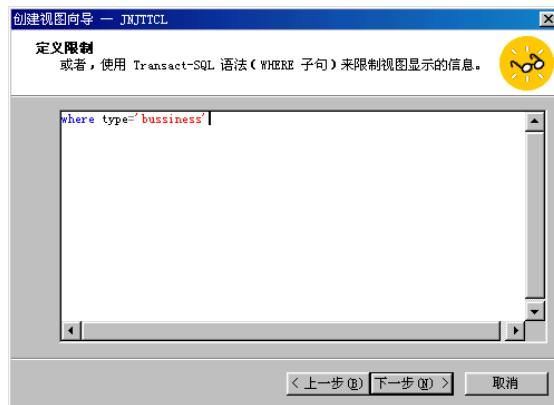 创建视图向导 — JNJTTCL
定义限制
或者，使用 Transact-SQL 语法（WHERE 子句）来限制视图显示的信息。
where type='bussiness'
< 上一步(B) 下一步(N) > 取消